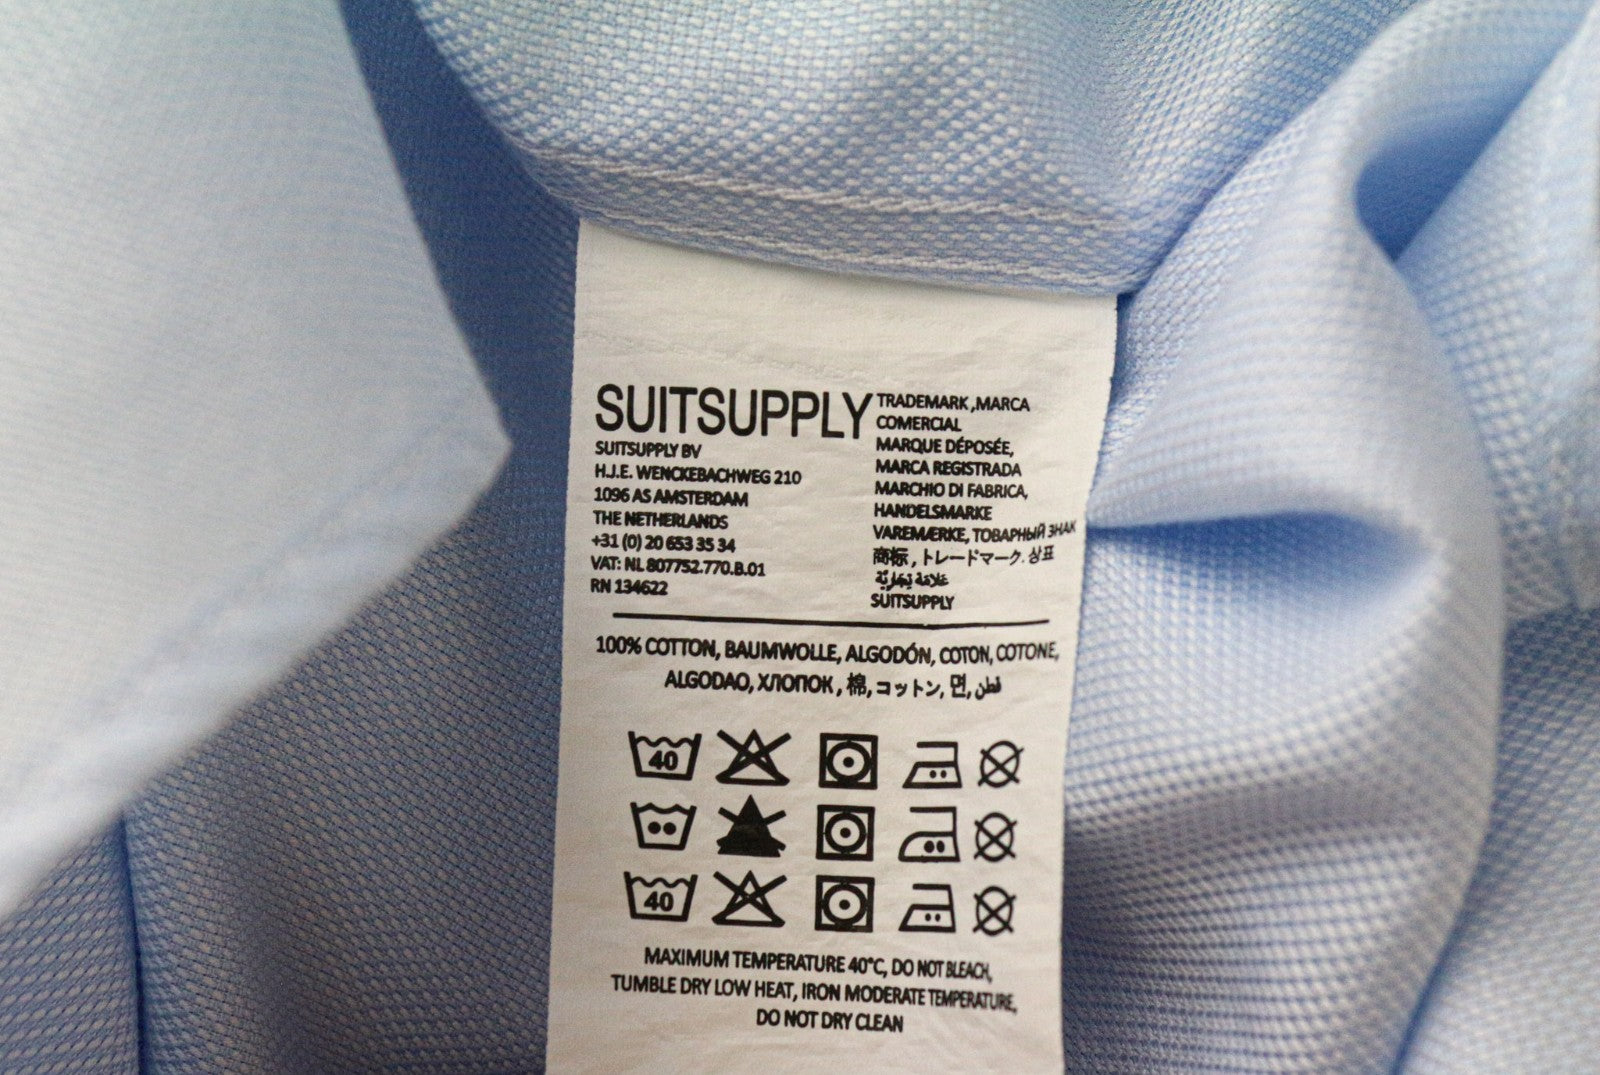 SUITSUPPLY
SUITSUPPLY BV
H.J.E. WENCKEBACHWEG 210
1096 AS AMSTERDAM
THE NETHERLANDS
+31 (0) 20 653 35 34
VAT: NL 807752.770.B.01
RN 134622
TRADEMARK ,MARCA
COMERCIAL
MARQUE DÉPOSÉE,
MARCA REGISTRADA
MARCHIO DI FABRICA,
HANDELSMARKE
VAREMÆRKE, ТОВАРНЫЙ ЗНАК
商标 , トレードマーク. 상표
علامة تجارية
SUITSUPPLY
100% COTTON, BAUMWOLLE, ALGODÓN, COTON, COTONE,
ALGODAO, ХЛОПОК , 棉, コットン, 면, قطن
40
40
MAXIMUM TEMPERATURE 40°C, DO NOT BLEACH,
TUMBLE DRY LOW HEAT, IRON MODERATE TEMPERATURE,
DO NOT DRY CLEAN